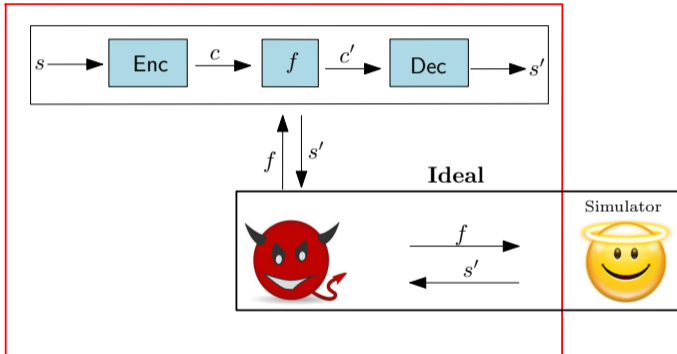 s Enc c f c′ Dec s′
f s′
Ideal
Simulator
f
s′